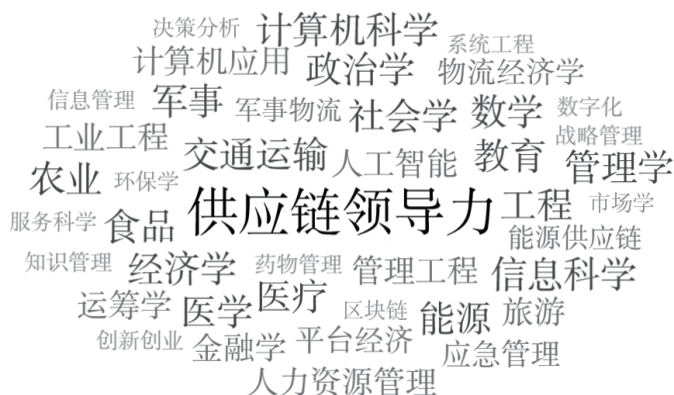 决策分析 计算机科学 系统工程
计算机应用 政治学 物流经济学
信息管理 军事 军事物流 社会学 数学 数字化
工业工程 交通运输 人工智能 教育 战略管理
农业 环保学 管理学
服务科学 食品 供应链领导力 工程 市场学
能源供应链
知识管理 经济学 药物管理 管理工程 信息科学
运筹学 医学 医疗 区块链 能源 旅游
创新创业 金融学 平台经济 应急管理
人力资源管理